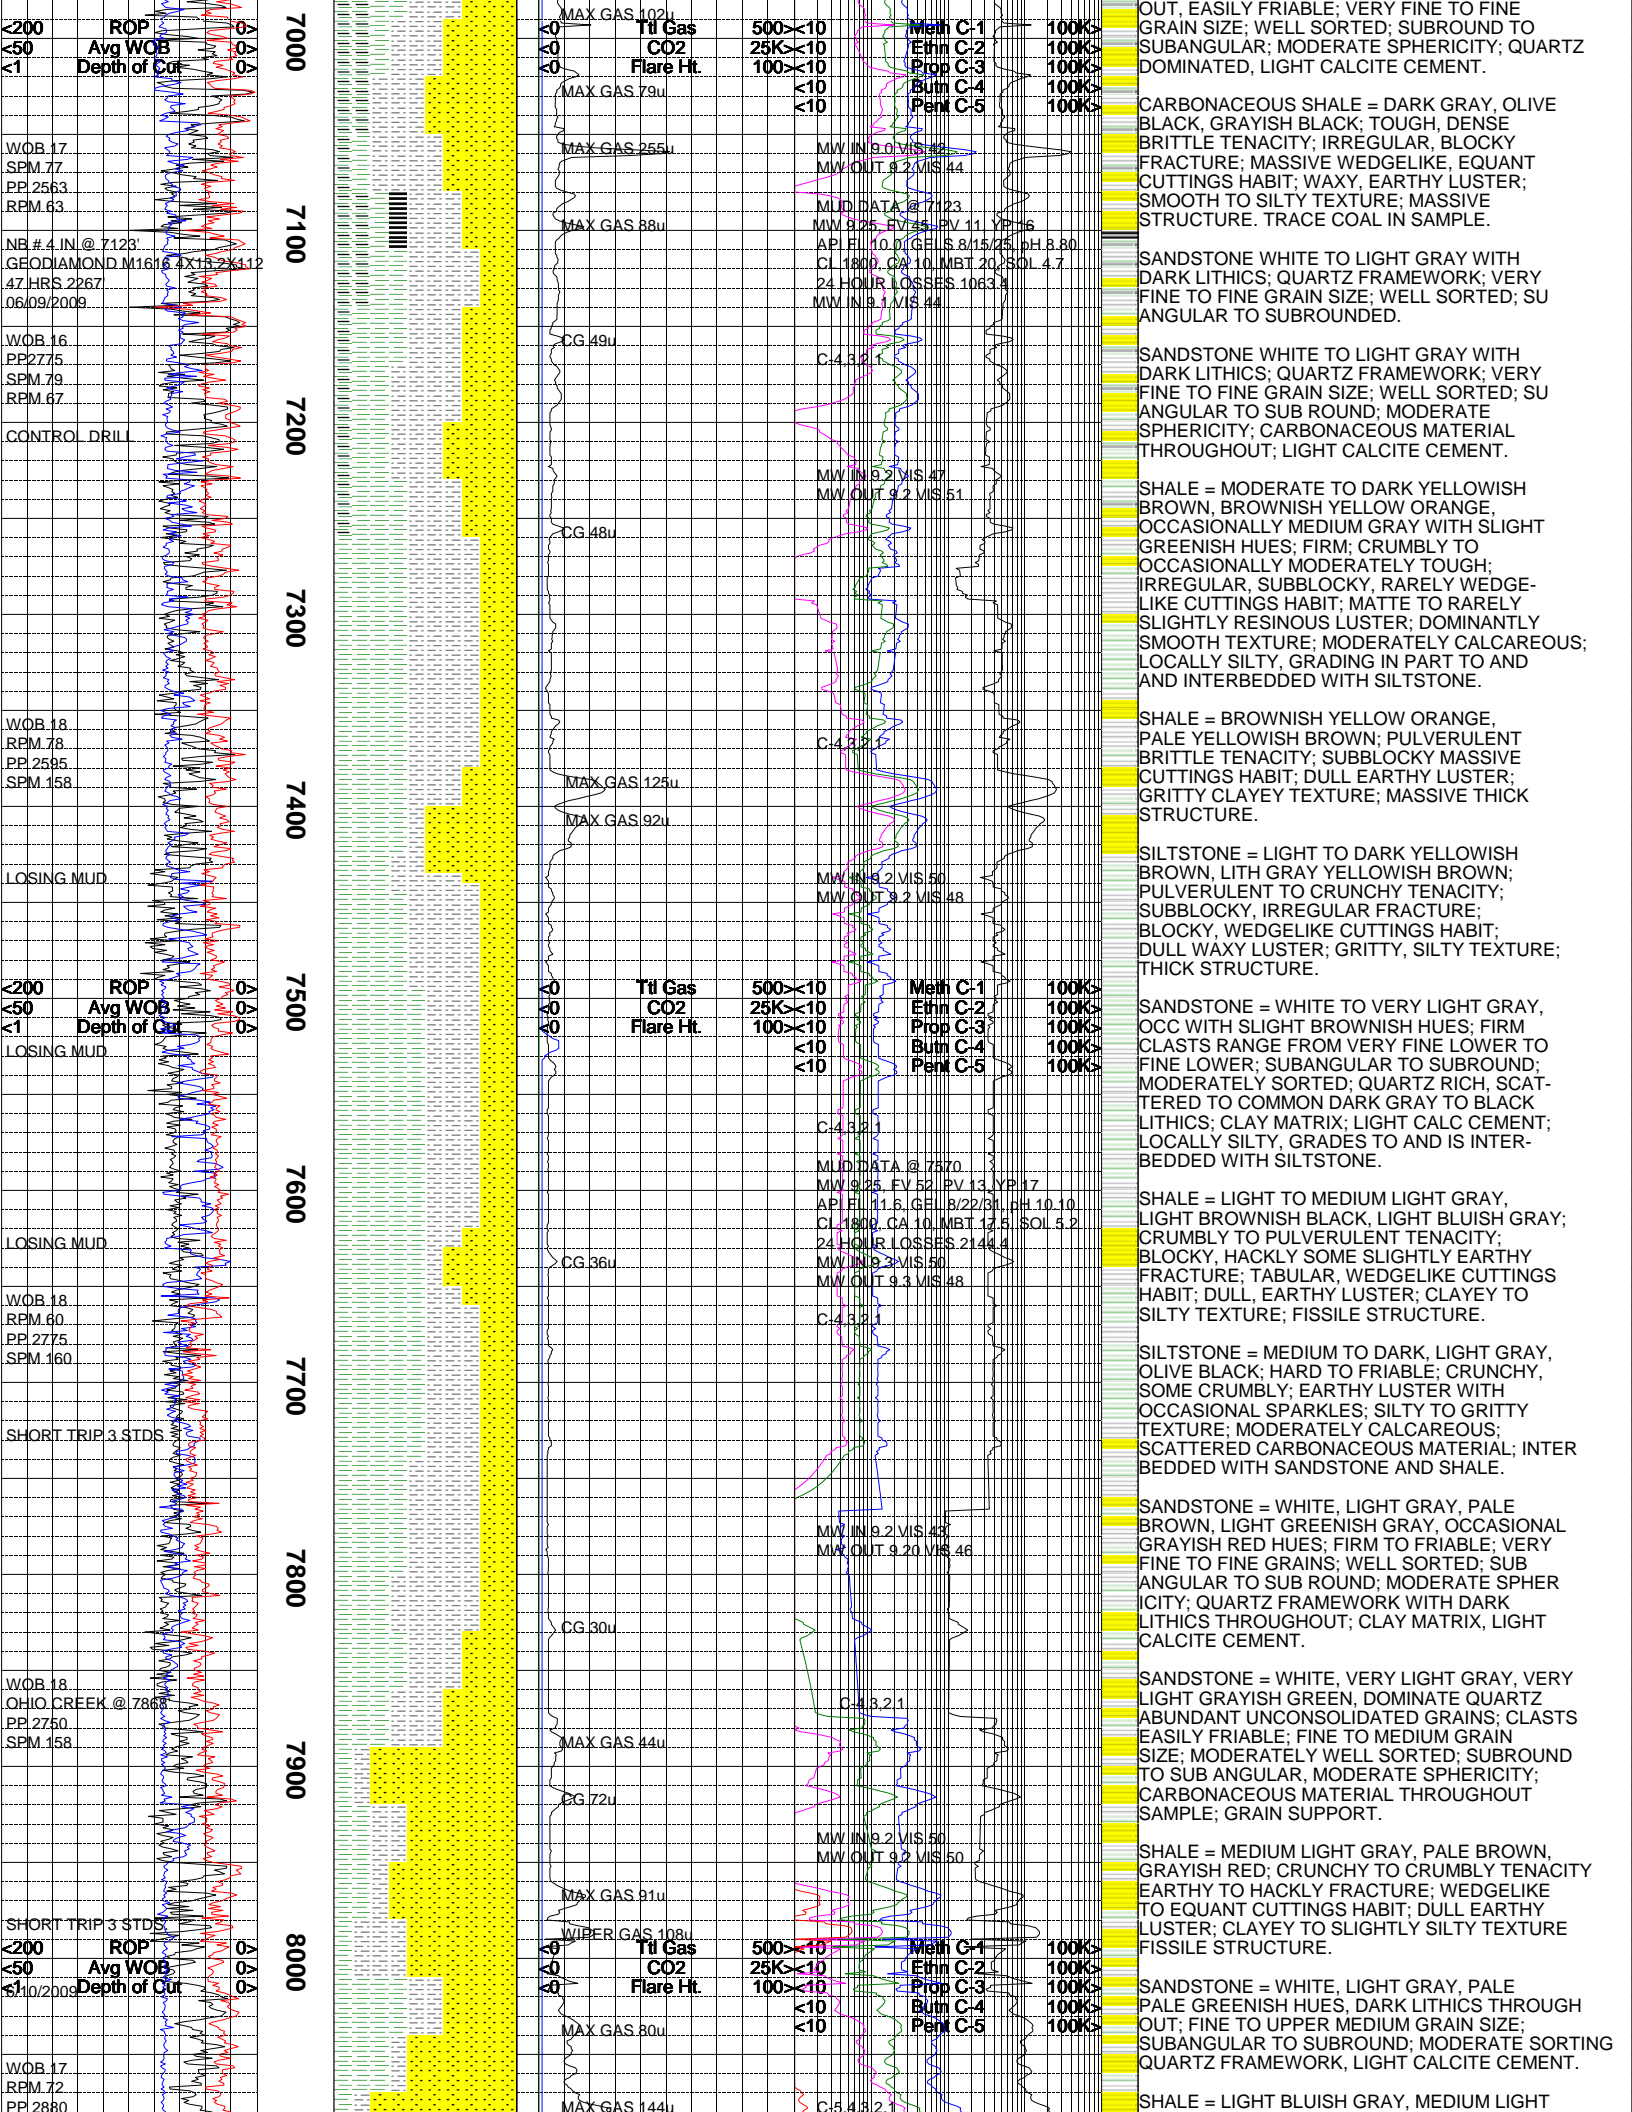 <200 ROP 0>
<50 Avg WOB 0>
<1 Depth of Cut 0>
WOB 17
SPM 77
PP 2563
RPM 63
NB # 4 IN @ 7123'
GEODIAMOND M1616 4X13 2X112
47 HRS 2267'
06/09/2009
WOB 16
PP2775
SPM 79
RPM 67
CONTROL DRILL
WOB 18
RPM 78
PP 2595
SPM 158
LOSING MUD
<200 ROP 0>
<50 Avg WOB 0>
<1 Depth of Cut 0>
LOSING MUD
LOSING MUD
WOB 18
RPM 60
PP 2775
SPM 160
SHORT TRIP 3 STDS
WOB 18
OHIO CREEK @ 7868'
PP 2750
SPM 158
SHORT TRIP 3 STDS.
<200 ROP 0>
<50 Avg WOB 0>
<1 Depth of Cut 0>
6/10/2009
WOB 17
RPM 72
PP 2880
7000
7100
7200
7300
7400
7500
7600
7700
7800
7900
8000
MAX GAS 102u
<0 Ttl Gas 500>
<0 CO2 25K>
<0 Flare Ht. 100>
MAX GAS 79u
MAX GAS 255u
MAX GAS 88u
CG 49u
CG 48u
MAX GAS 125u
MAX GAS 92u
<0 Ttl Gas 500>
<0 CO2 25K>
<0 Flare Ht. 100>
CG 36u
CG 30u
MAX GAS 44u
CG 72u
MAX GAS 91u
WIPER GAS 108u
<0 Ttl Gas 500>
<0 CO2 25K>
<0 Flare Ht. 100>
MAX GAS 80u
MAX GAS 144u
<10 Meth C-1 100K>
<10 Ethn C-2 100K>
<10 Prop C-3 100K>
<10 Butn C-4 100K>
<10 Pent C-5 100K>
MW IN 9.0 VIS 42
MW OUT 9.2 VIS 44
MUD DATA @ 7123
MW 9.25, FV 45, PV 11, YP 16
API FL 10.0, GELS 8/15/25, pH 8.80
CL 1800, CA 10, MBT 20, SOL 4.7
24 HOUR LOSSES 1063.4
MW IN 9.1 VIS 44
C-4,3,2,1
MW IN 9.2 VIS 47
MW OUT 9.2 VIS 51
C-4,3,2,1
MW IN 9.2 VIS 50
MW OUT 9.2 VIS 48
<10 Meth C-1 100K>
<10 Ethn C-2 100K>
<10 Prop C-3 100K>
<10 Butn C-4 100K>
<10 Pent C-5 100K>
C-4,3,2,1
MUD DATA @ 7570
MW 9.25, FV 52, PV 13, YP 17
API FL 11.6, GEL 8/22/31, pH 10.10
CL 1800, CA 10, MBT 17.5, SOL 5.2
24 HOUR LOSSES 2144.4
MW IN 9.3 VIS 50
MW OUT 9.3 VIS 48
C-4,3,2,1
MW IN 9.2 VIS 43
MW OUT 9.20 VIS 46
C-4,3,2,1
MW IN 9.2 VIS 50
MW OUT 9.2 VIS 50
<10 Meth C-1 100K>
<10 Ethn C-2 100K>
<10 Prop C-3 100K>
<10 Butn C-4 100K>
<10 Pent C-5 100K>
C-5,4,3,2,1
OUT, EASILY FRIABLE; VERY FINE TO FINE
GRAIN SIZE; WELL SORTED; SUBROUND TO
SUBANGULAR; MODERATE SPHERICITY; QUARTZ
DOMINATED, LIGHT CALCITE CEMENT.
CARBONACEOUS SHALE = DARK GRAY, OLIVE
BLACK, GRAYISH BLACK; TOUGH, DENSE
BRITTLE TENACITY; IRREGULAR, BLOCKY
FRACTURE; MASSIVE WEDGELIKE, EQUANT
CUTTINGS HABIT; WAXY, EARTHY LUSTER;
SMOOTH TO SILTY TEXTURE; MASSIVE
STRUCTURE. TRACE COAL IN SAMPLE.
SANDSTONE WHITE TO LIGHT GRAY WITH
DARK LITHICS; QUARTZ FRAMEWORK; VERY
FINE TO FINE GRAIN SIZE; WELL SORTED; SU
ANGULAR TO SUBROUNDED.
SANDSTONE WHITE TO LIGHT GRAY WITH
DARK LITHICS; QUARTZ FRAMEWORK; VERY
FINE TO FINE GRAIN SIZE; WELL SORTED; SU
ANGULAR TO SUB ROUND; MODERATE
SPHERICITY; CARBONACEOUS MATERIAL
THROUGHOUT; LIGHT CALCITE CEMENT.
SHALE = MODERATE TO DARK YELLOWISH
BROWN, BROWNISH YELLOW ORANGE,
OCCASIONALLY MEDIUM GRAY WITH SLIGHT
GREENISH HUES; FIRM; CRUMBLY TO
OCCASIONALLY MODERATELY TOUGH;
IRREGULAR, SUBBLOCKY, RARELY WEDGE-
LIKE CUTTINGS HABIT; MATTE TO RARELY
SLIGHTLY RESINOUS LUSTER; DOMINANTLY
SMOOTH TEXTURE; MODERATELY CALCAREOUS;
LOCALLY SILTY, GRADING IN PART TO AND
AND INTERBEDDED WITH SILTSTONE.
SHALE = BROWNISH YELLOW ORANGE,
PALE YELLOWISH BROWN; PULVERULENT
BRITTLE TENACITY; SUBBLOCKY MASSIVE
CUTTINGS HABIT; DULL EARTHY LUSTER;
GRITTY CLAYEY TEXTURE; MASSIVE THICK
STRUCTURE.
SILTSTONE = LIGHT TO DARK YELLOWISH
BROWN, LITH GRAY YELLOWISH BROWN;
PULVERULENT TO CRUNCHY TENACITY;
SUBBLOCKY, IRREGULAR FRACTURE;
BLOCKY, WEDGELIKE CUTTINGS HABIT;
DULL WAXY LUSTER; GRITTY, SILTY TEXTURE;
THICK STRUCTURE.
SANDSTONE = WHITE TO VERY LIGHT GRAY,
OCC WITH SLIGHT BROWNISH HUES; FIRM
CLASTS RANGE FROM VERY FINE LOWER TO
FINE LOWER; SUBANGULAR TO SUBROUND;
MODERATELY SORTED; QUARTZ RICH, SCAT-
TERED TO COMMON DARK GRAY TO BLACK
LITHICS; CLAY MATRIX; LIGHT CALC CEMENT;
LOCALLY SILTY, GRADES TO AND IS INTER-
BEDDED WITH SILTSTONE.
SHALE = LIGHT TO MEDIUM LIGHT GRAY,
LIGHT BROWNISH BLACK, LIGHT BLUISH GRAY;
CRUMBLY TO PULVERULENT TENACITY;
BLOCKY, HACKLY SOME SLIGHTLY EARTHY
FRACTURE; TABULAR, WEDGELIKE CUTTINGS
HABIT; DULL, EARTHY LUSTER; CLAYEY TO
SILTY TEXTURE; FISSILE STRUCTURE.
SILTSTONE = MEDIUM TO DARK, LIGHT GRAY,
OLIVE BLACK; HARD TO FRIABLE; CRUNCHY,
SOME CRUMBLY; EARTHY LUSTER WITH
OCCASIONAL SPARKLES; SILTY TO GRITTY
TEXTURE; MODERATELY CALCAREOUS;
SCATTERED CARBONACEOUS MATERIAL; INTER
BEDDED WITH SANDSTONE AND SHALE.
SANDSTONE = WHITE, LIGHT GRAY, PALE
BROWN, LIGHT GREENISH GRAY, OCCASIONAL
GRAYISH RED HUES; FIRM TO FRIABLE; VERY
FINE TO FINE GRAINS; WELL SORTED; SUB
ANGULAR TO SUB ROUND; MODERATE SPHER
ICITY; QUARTZ FRAMEWORK WITH DARK
LITHICS THROUGHOUT; CLAY MATRIX, LIGHT
CALCITE CEMENT.
SANDSTONE = WHITE, VERY LIGHT GRAY, VERY
LIGHT GRAYISH GREEN, DOMINATE QUARTZ
ABUNDANT UNCONSOLIDATED GRAINS; CLASTS
EASILY FRIABLE; FINE TO MEDIUM GRAIN
SIZE; MODERATELY WELL SORTED; SUBROUND
TO SUB ANGULAR, MODERATE SPHERICITY;
CARBONACEOUS MATERIAL THROUGHOUT
SAMPLE; GRAIN SUPPORT.
SHALE = MEDIUM LIGHT GRAY, PALE BROWN,
GRAYISH RED; CRUNCHY TO CRUMBLY TENACITY
EARTHY TO HACKLY FRACTURE; WEDGELIKE
TO EQUANT CUTTINGS HABIT; DULL EARTHY
LUSTER; CLAYEY TO SLIGHTLY SILTY TEXTURE
FISSILE STRUCTURE.
SANDSTONE = WHITE, LIGHT GRAY, PALE
PALE GREENISH HUES, DARK LITHICS THROUGH
OUT; FINE TO UPPER MEDIUM GRAIN SIZE;
SUBANGULAR TO SUBROUND; MODERATE SORTING
QUARTZ FRAMEWORK, LIGHT CALCITE CEMENT.
SHALE = LIGHT BLUISH GRAY, MEDIUM LIGHT